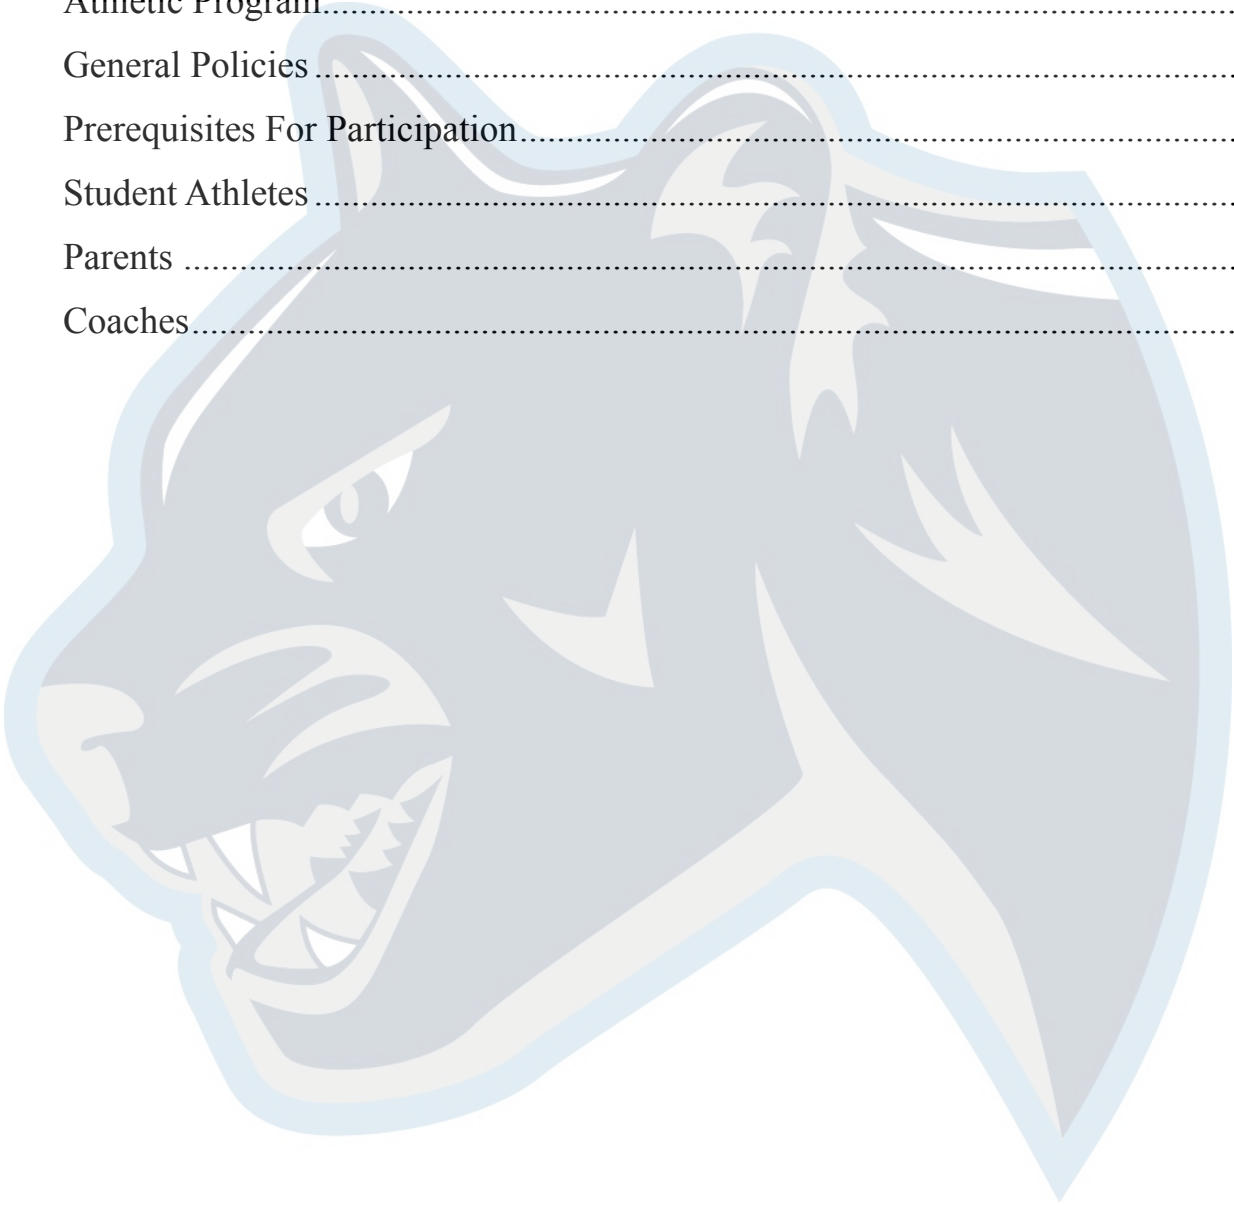 Athletic Program....................................................................................................
General Policies....................................................................................................
Prerequisites For Participation.............................................................................
Student Athletes....................................................................................................
Parents ..................................................................................................................
Coaches.................................................................................................................